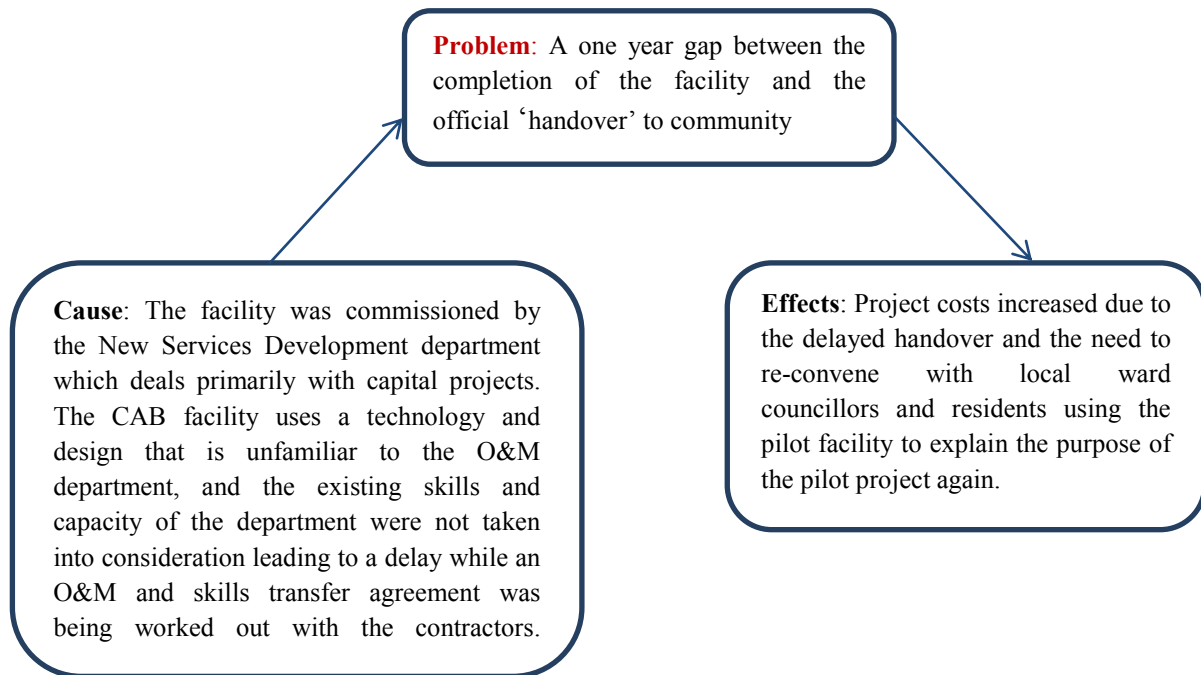 Problem: A one year gap between the
completion of the facility and the
official ‘handover’ to community
Cause: The facility was commissioned by
the New Services Development department
which deals primarily with capital projects.
The CAB facility uses a technology and
design that is unfamiliar to the O&M
department, and the existing skills and
capacity of the department were not taken
into consideration leading to a delay while an
O&M and skills transfer agreement was
being worked out with the contractors.
Effects: Project costs increased due to
the delayed handover and the need to
re-convene with local ward
councillors and residents using the
pilot facility to explain the purpose of
the pilot project again.